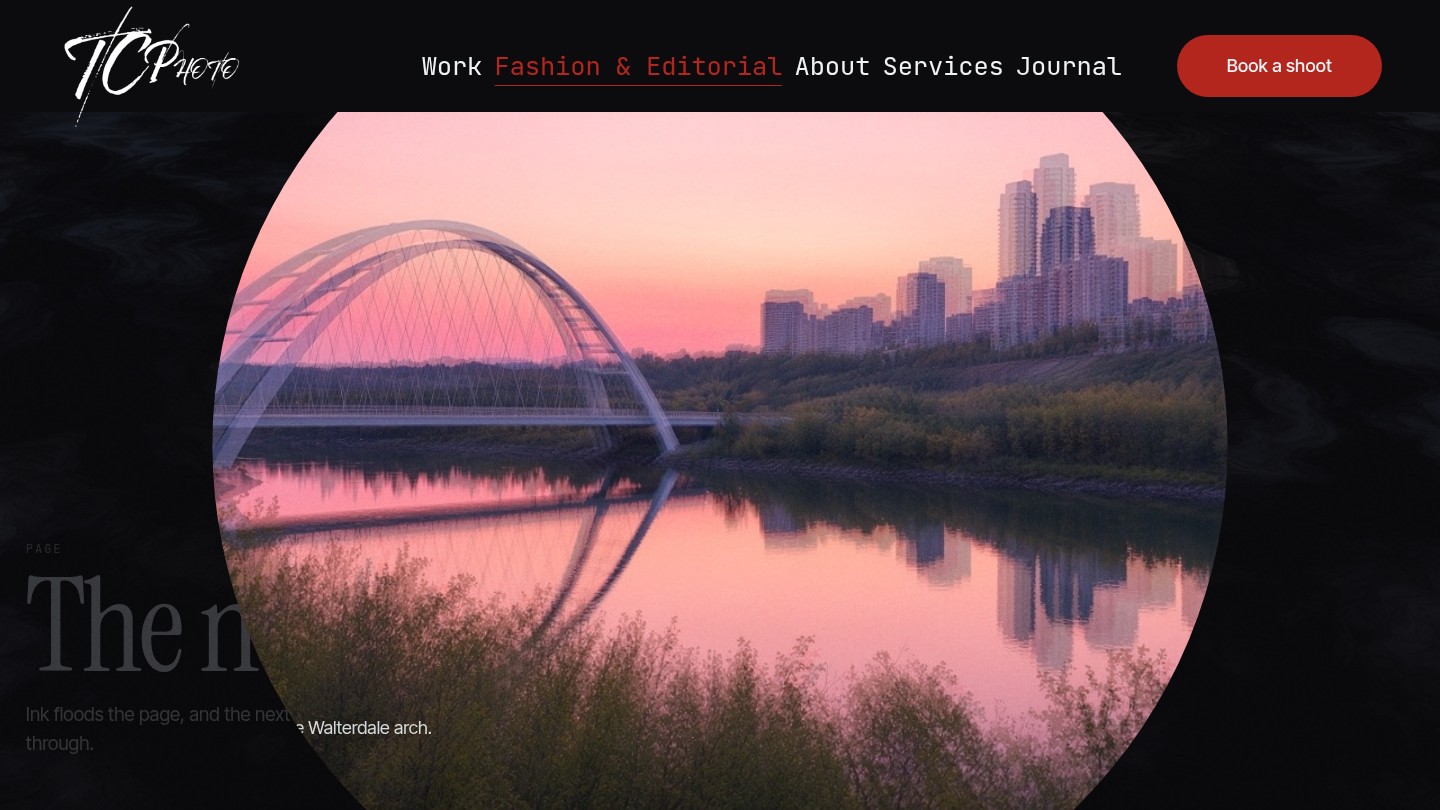 TCPHOTO
Work Fashion & Editorial About Services Journal
Book a shoot
PAGE
The n
Ink floods the page, and the next
e Walterdale arch.
through.